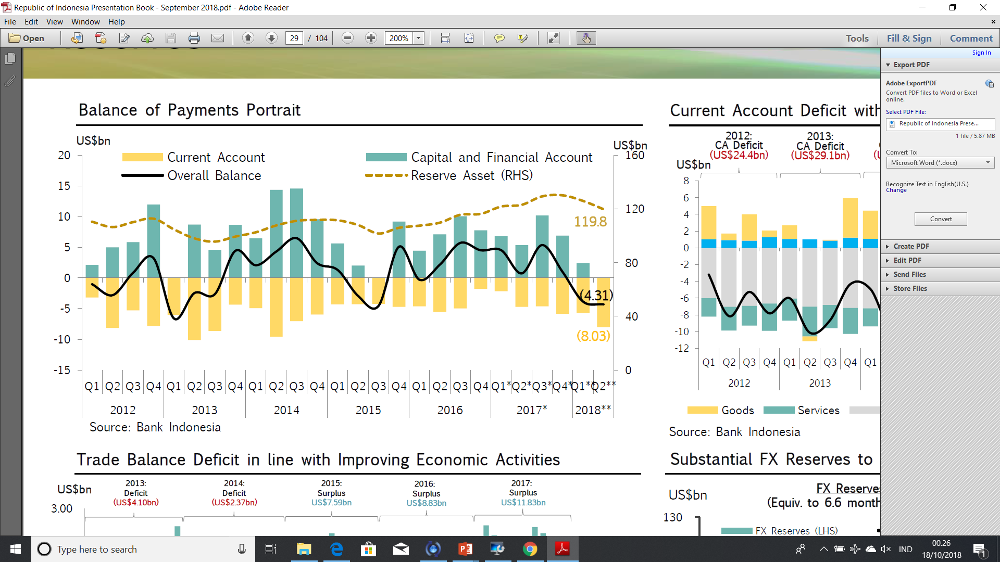 Republic of Indonesia Presentation Book - September 2018.pdf - Adobe Reader
File Edit View Window Help
Open 29 / 104 200% Tools Fill & Sign Comment
Sign In
Export PDF
Adobe ExportPDF
Convert PDF files to Word or Excel
online.
Select PDF File:
Republic of Indonesia Prese...
1 file / 5.87 MB
Convert To:
Microsoft Word (*.docx)
Recognize Text in English(U.S.)
Change
Convert
Create PDF
Edit PDF
Send Files
Store Files
Balance of Payments Portrait
US$bn
US$bn
Current Account
Capital and Financial Account
Overall Balance
Reserve Asset (RHS)
20
15
10
5
0
-5
-10
-15
160
120
80
40
0
119.8
(4.31)
(8.03)
Q1 Q2 Q3 Q4 Q1 Q2 Q3 Q4 Q1 Q2 Q3 Q4 Q1 Q2 Q3 Q4 Q1 Q2 Q3 Q4 Q1* Q2* Q3* Q4* Q1** Q2**
2012 2013 2014 2015 2016 2017* 2018**
Source: Bank Indonesia
Current Account Deficit with
2012:
CA Deficit
(US$24.4bn)
2013:
CA Deficit
(US$29.1bn)
US$bn
8
6
4
2
0
-2
-4
-6
-8
-10
-12
Q1 Q2 Q3 Q4 Q1 Q2 Q3 Q4 Q1
2012 2013
Goods Services
Source: Bank Indonesia
Trade Balance Deficit in line with Improving Economic Activities
US$bn
2013:
Deficit
(US$4.10bn)
2014:
Deficit
(US$2.37bn)
2015:
Surplus
US$7.59bn
2016:
Surplus
US$8.83bn
2017:
Surplus
US$11.83bn
3.00
Substantial FX Reserves to
US$bn
FX Reserves
(Equiv. to 6.6 month
130
FX Reserves (LHS)
Type here to search
IND
00.26
18/10/2018
1